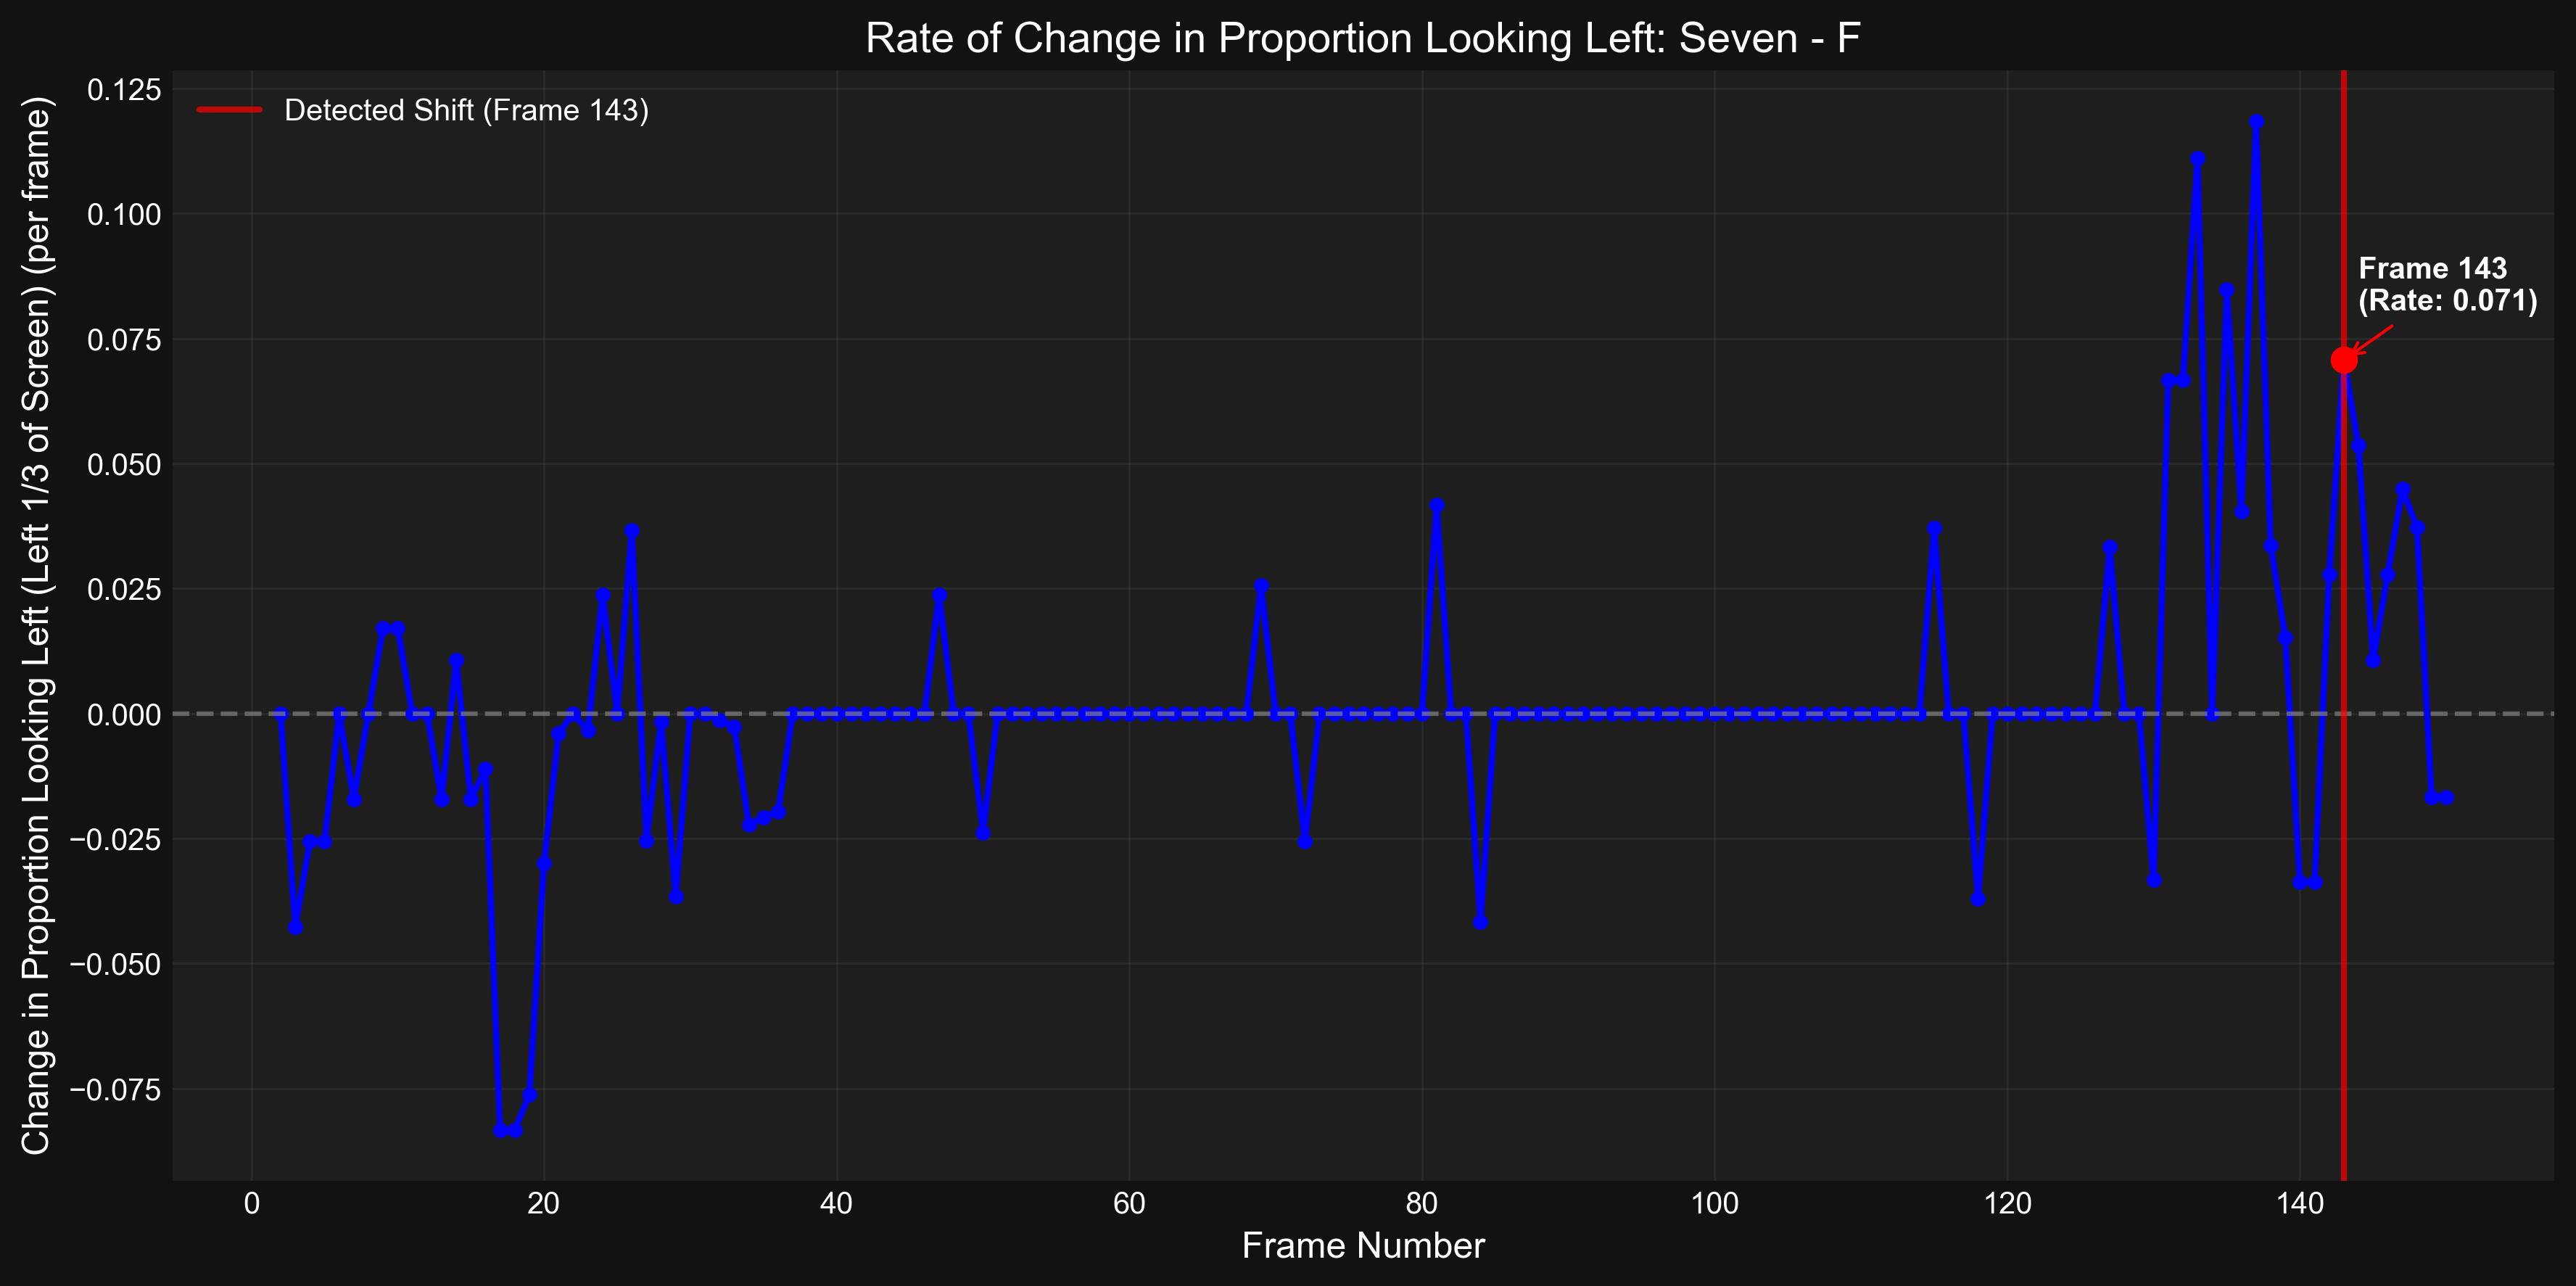 Rate of Change in Proportion Looking Left: Seven - F
Change in Proportion Looking Left (Left 1/3 of Screen) (per frame)
0.125
0.100
0.075
0.050
0.025
0.000
−0.025
−0.050
−0.075
Detected Shift (Frame 143)
Frame 143
(Rate: 0.071)
0 20 40 60 80 100 120 140
Frame Number